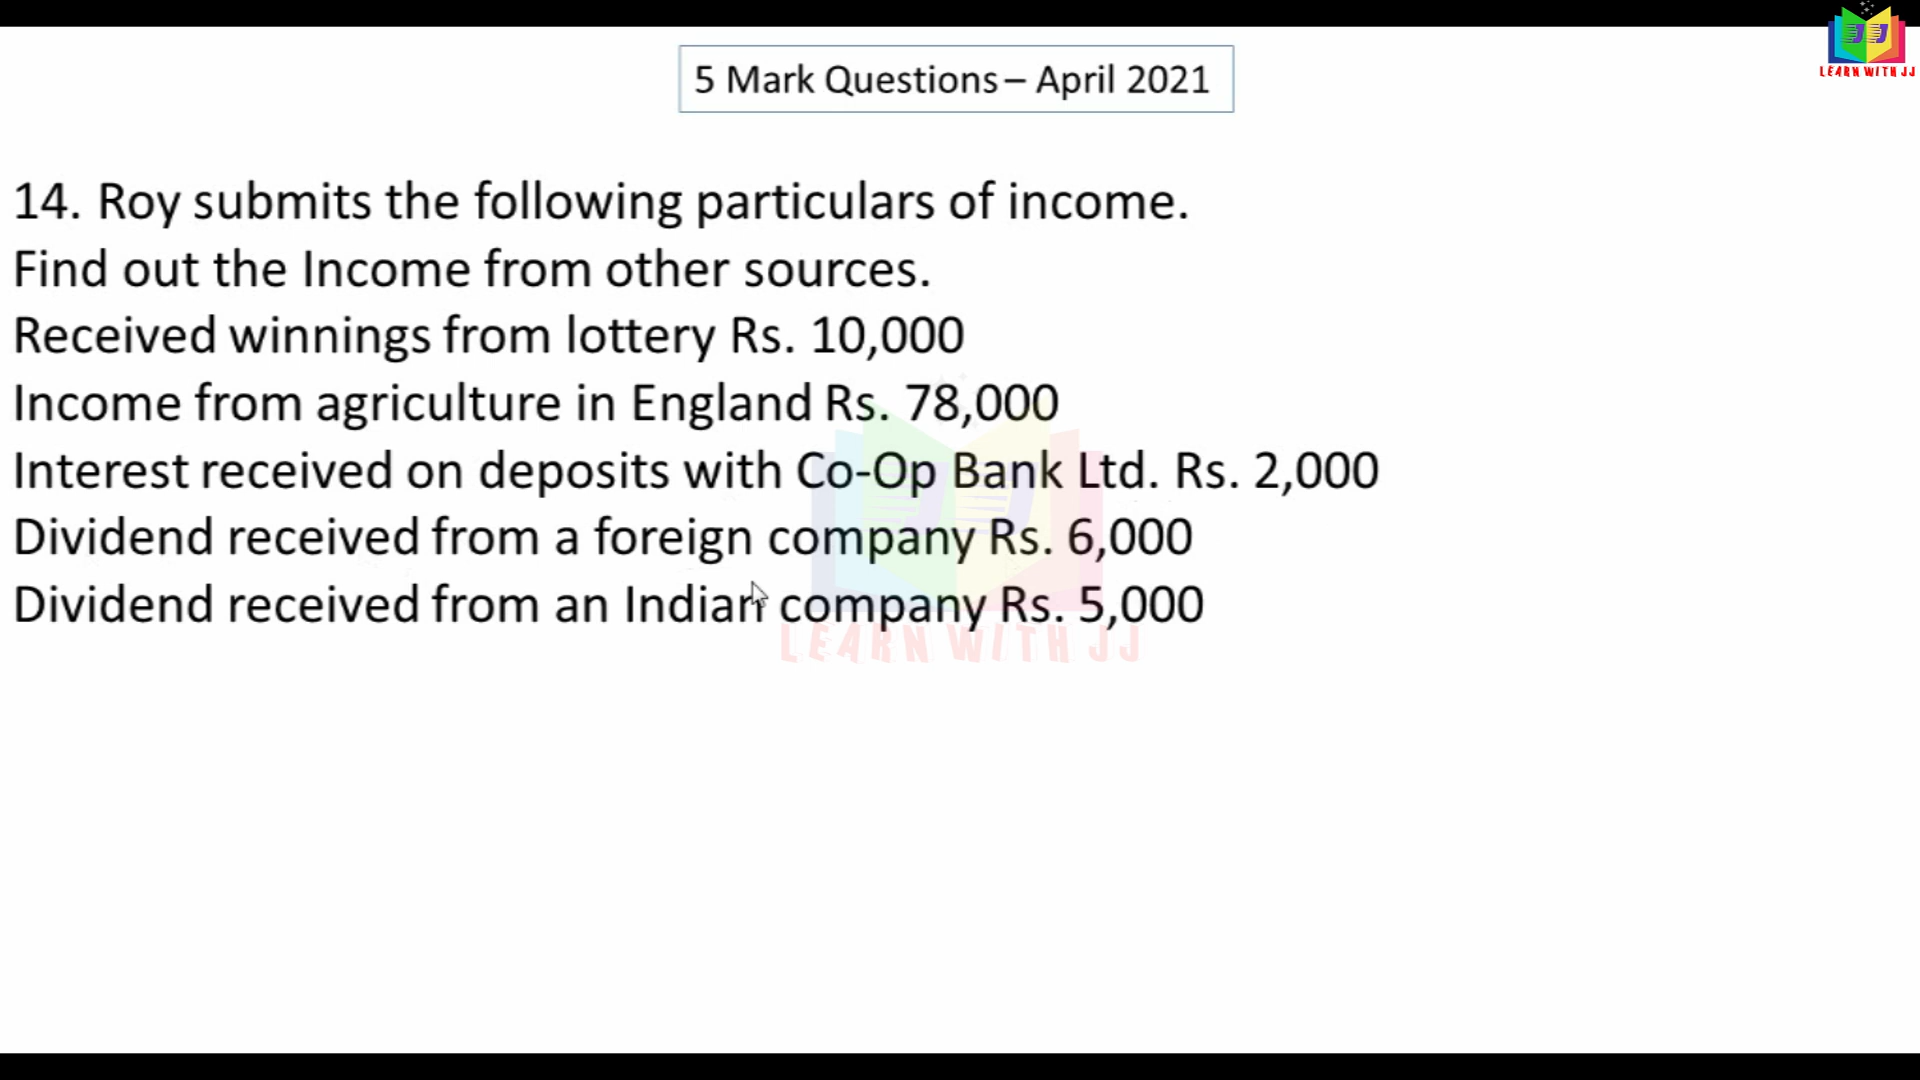 LEARN WITH JJ
5 Mark Questions – April 2021
14. Roy submits the following particulars of income.
Find out the Income from other sources.
Received winnings from lottery Rs. 10,000
Income from agriculture in England Rs. 78,000
Interest received on deposits with Co-Op Bank Ltd. Rs. 2,000
Dividend received from a foreign company Rs. 6,000
Dividend received from an Indian company Rs. 5,000
LEARN WITH JJ